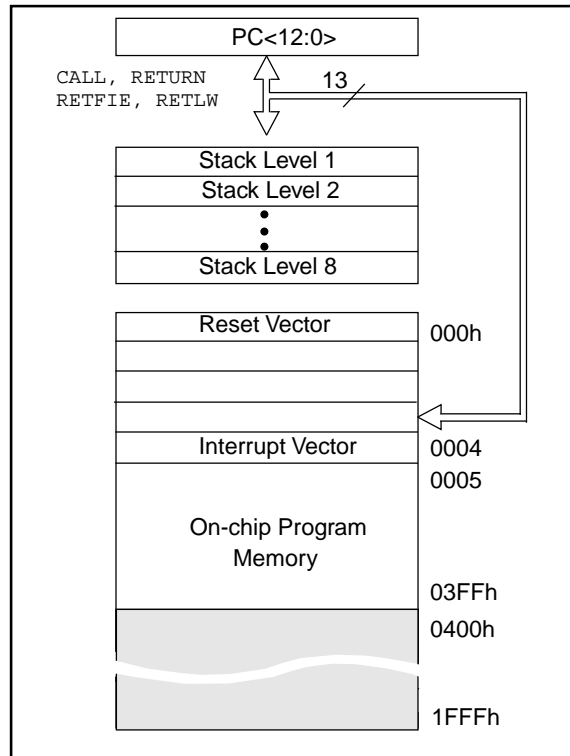 PC<12:0>
CALL, RETURN
RETFIE, RETLW
13
Stack Level 1
Stack Level 2
Stack Level 8
Reset Vector
000h
Interrupt Vector
0004
0005
On-chip Program
Memory
03FFh
0400h
1FFFh